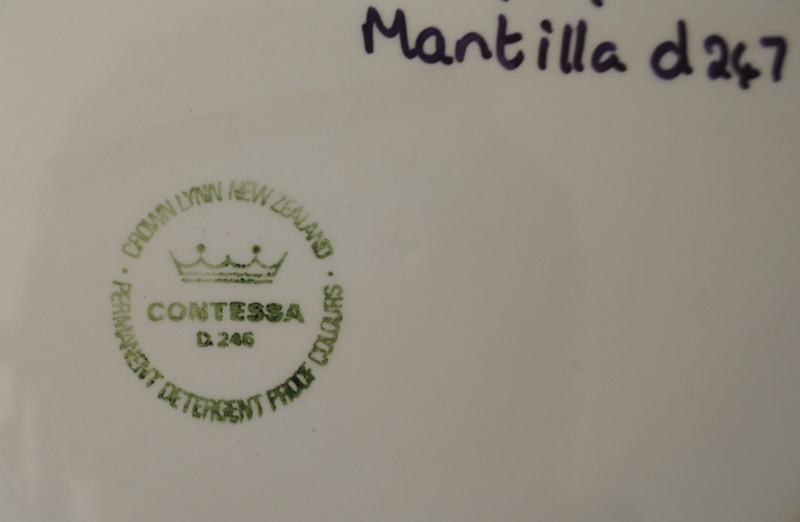 Mantilla d247
CROWN LYNN NEW ZEALAND
CONTESSA
D.246
PERMANENT DETERGENT PROOF COLOURS